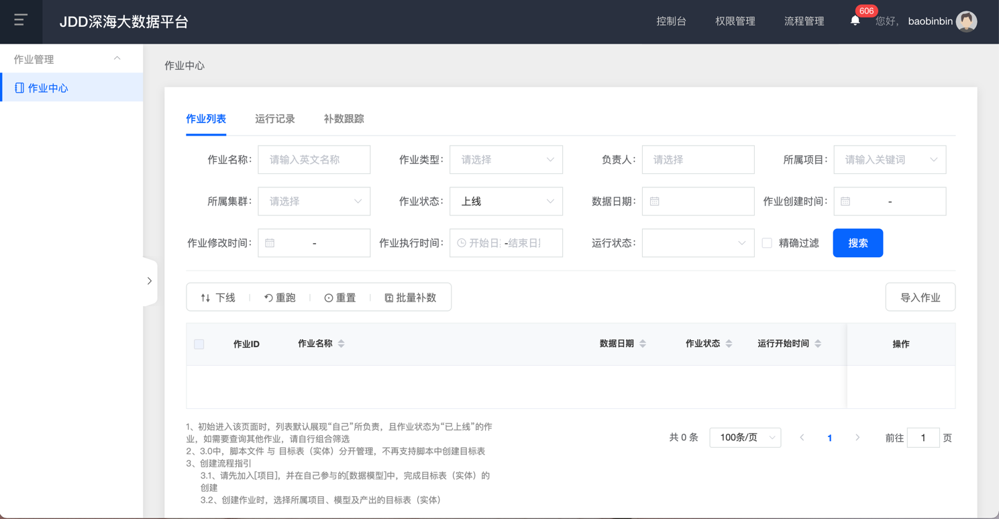 JDD深海大数据平台
控制台
权限管理
流程管理
606
您好，
baobinbin
作业管理
作业中心
作业中心
作业列表
运行记录
补数跟踪
作业名称：
请输入英文名称
作业类型：
请选择
负责人：
请选择
所属项目：
请输入关键词
所属集群：
请选择
作业状态：
上线
数据日期：
作业创建时间：
-
作业修改时间：
-
作业执行时间：
开始日
-
结束日
运行状态：
精确过滤
搜索
下线
重跑
重置
批量补数
导入作业
作业ID
作业名称
数据日期
作业状态
运行开始时间
操作
1、初始进入该页面时，列表默认展现“自己”所负责，且作业状态为“已上线”的作
业，如需要查询其他作业，请自行组合筛选
2、3.0中，脚本文件 与 目标表（实体）分开管理，不再支持脚本中创建目标表
3、创建流程指引
3.1、请先加入[项目]，并在自己参与的[数据模型]中，完成目标表（实体）的
创建
3.2、创建作业时，选择所属项目、模型及产出的目标表（实体）
共 0 条
100条/页
1
前往
1
页